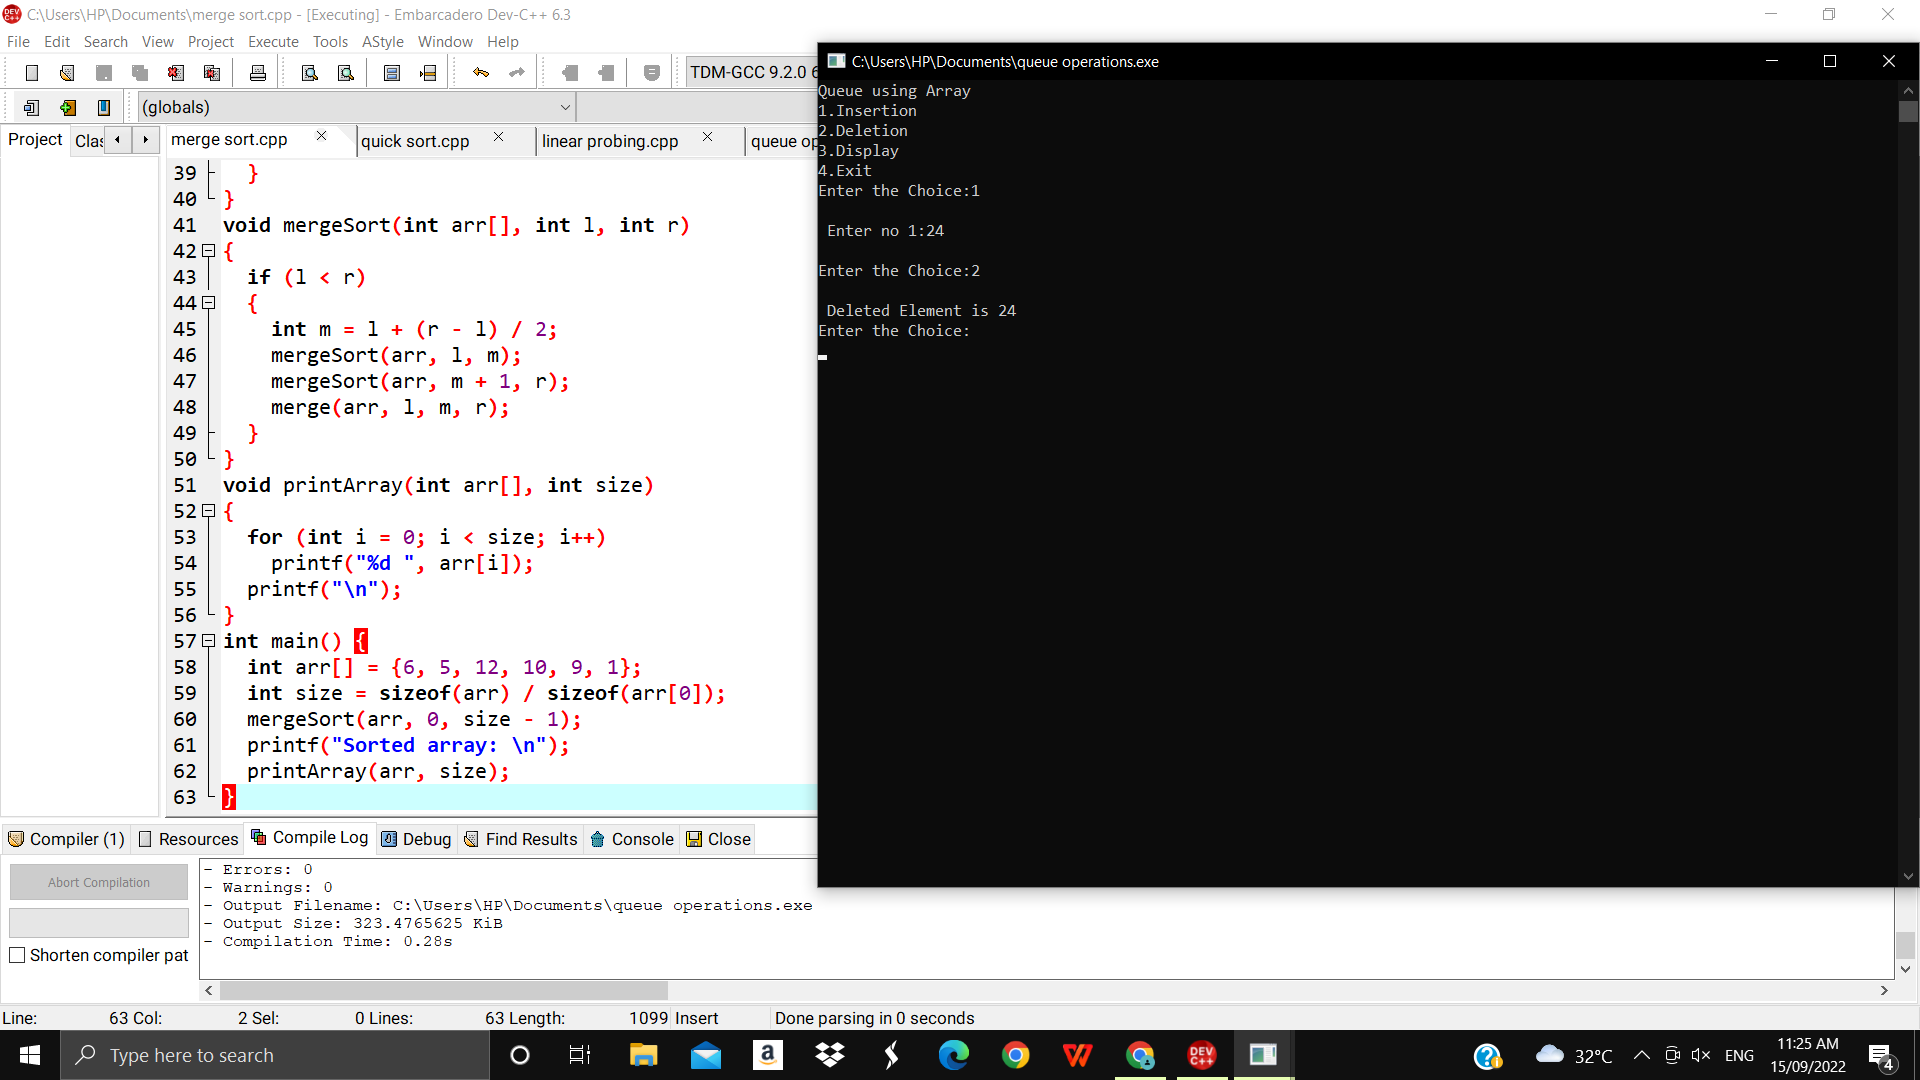 C:\Users\HP\Documents\merge sort.cpp - [Executing] - Embarcadero Dev-C++ 6.3
File Edit Search View Project Execute Tools AStyle Window Help
TDM-GCC 9.2.0
(globals)
Project
merge sort.cpp quick sort.cpp linear probing.cpp queue op
39 }
40 }
41 void mergeSort(int arr[], int l, int r)
42 {
43 if (l < r)
44 {
45 int m = l + (r - l) / 2;
46 mergeSort(arr, l, m);
47 mergeSort(arr, m + 1, r);
48 merge(arr, l, m, r);
49 }
50 }
51 void printArray(int arr[], int size)
52 {
53 for (int i = 0; i < size; i++)
54 printf("%d ", arr[i]);
55 printf("\n");
56 }
57 int main() {
58 int arr[] = {6, 5, 12, 10, 9, 1};
59 int size = sizeof(arr) / sizeof(arr[0]);
60 mergeSort(arr, 0, size - 1);
61 printf("Sorted array: \n");
62 printArray(arr, size);
63 }
C:\Users\HP\Documents\queue operations.exe
Queue using Array
1.Insertion
2.Deletion
3.Display
4.Exit
Enter the Choice:1
Enter no 1:24
Enter the Choice:2
Deleted Element is 24
Enter the Choice:
Compiler (1) Resources Compile Log Debug Find Results Console Close
Abort Compilation
Shorten compiler pat
- Errors: 0
- Warnings: 0
- Output Filename: C:\Users\HP\Documents\queue operations.exe
- Output Size: 323.4765625 KiB
- Compilation Time: 0.28s
Line: 63 Col: 2 Sel: 0 Lines: 63 Length: 1099 Insert Done parsing in 0 seconds
Type here to search
32°C ENG
11:25 AM
15/09/2022
4